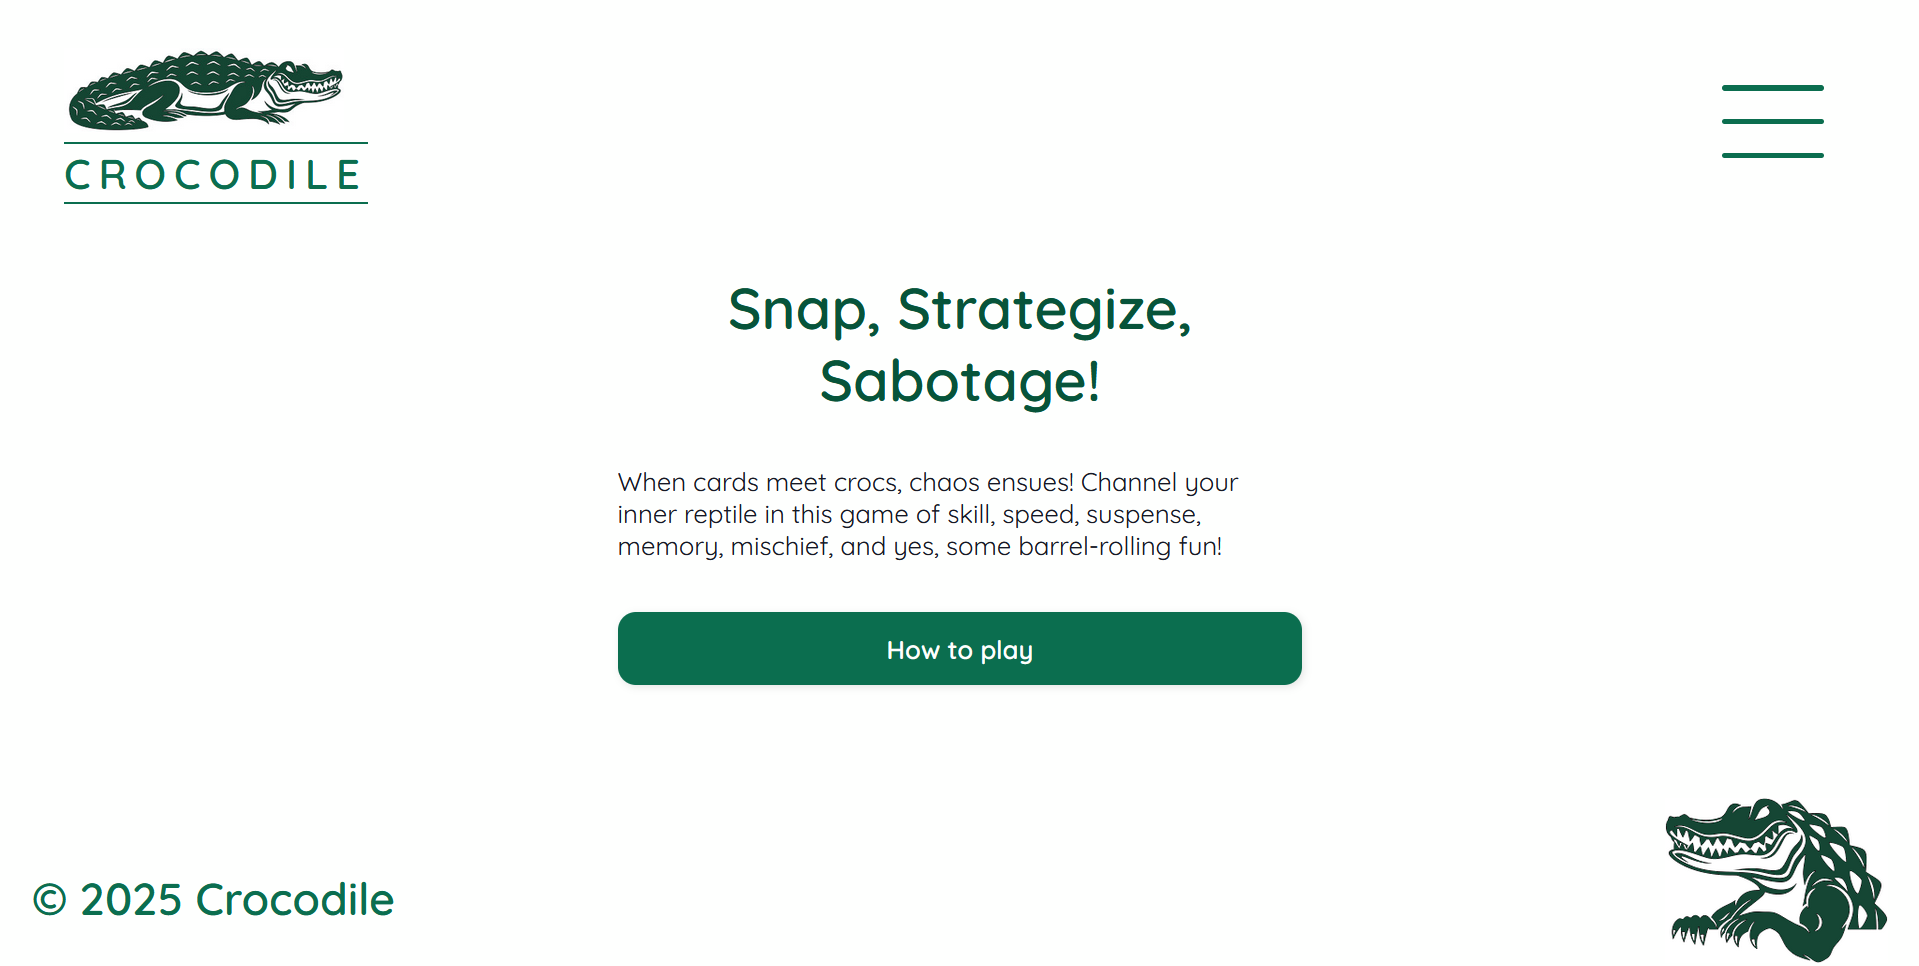 CROCODILE
Snap, Strategize,
Sabotage!
When cards meet crocs, chaos ensues! Channel your
inner reptile in this game of skill, speed, suspense,
memory, mischief, and yes, some barrel-rolling fun!
How to play
© 2025 Crocodile